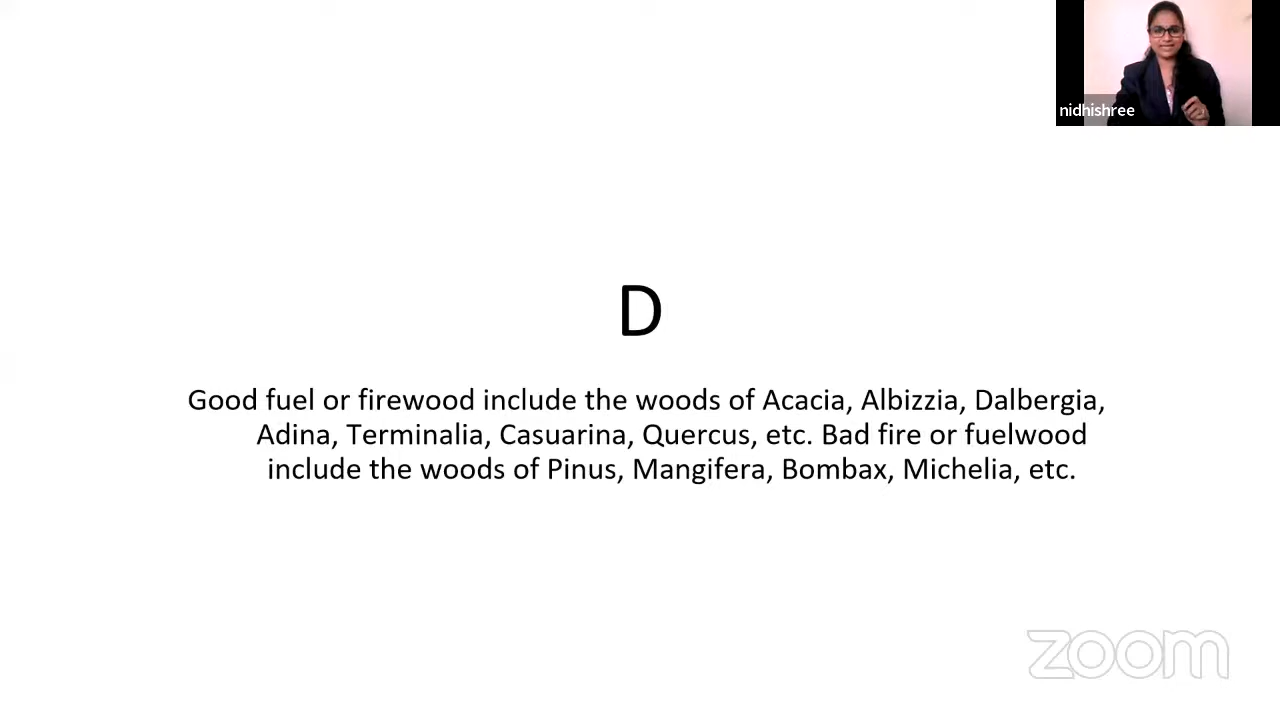 nidhishree
D
Good fuel or firewood include the woods of Acacia, Albizzia, Dalbergia,
Adina, Terminalia, Casuarina, Quercus, etc. Bad fire or fuelwood
include the woods of Pinus, Mangifera, Bombax, Michelia, etc.
zoom